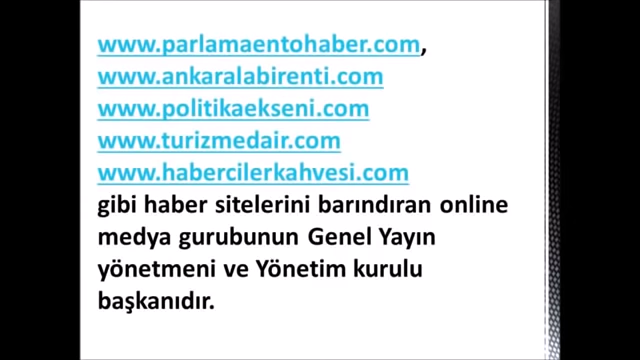 www.parlamaentohaber.com,
www.ankaralabirenti.com
www.politikaekseni.com
www.turizmedair.com
www.habercilerkahvesi.com
gibi haber sitelerini barındıran online
medya gurubunun Genel Yayın
yönetmeni ve Yönetim kurulu
başkanıdır.